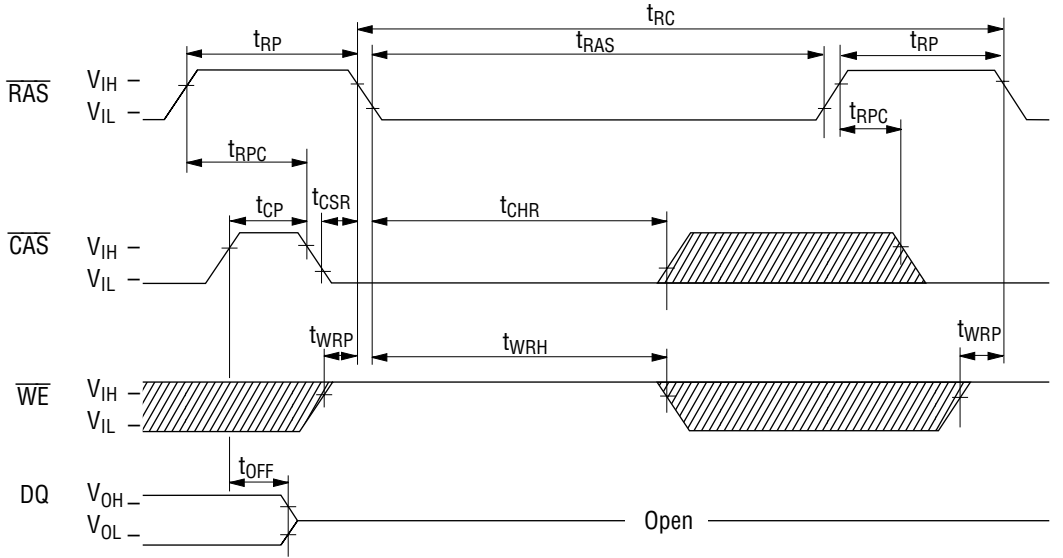 tRC
tRP tRAS tRP
RAS VIH
VIL
tRPC
tRPC
tCP tCSR tCHR
CAS VIH
VIL
tWRP tWRH tWRP
WE VIH
VIL
tOFF
DQ VOH
VOL
Open